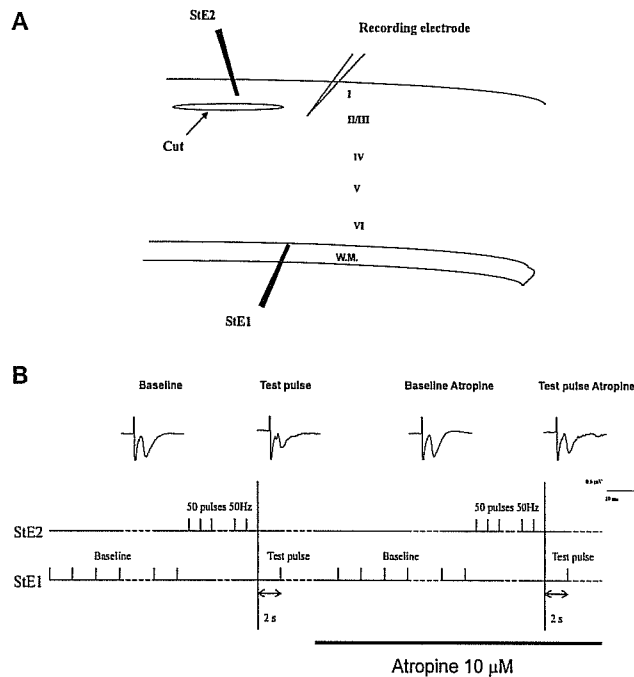 A
StE2
Recording electrode
I
II/III
Cut
IV
V
VI
W.M.
StE1
B
Baseline Test pulse Baseline Atropine Test pulse Atropine
50 pulses 50Hz 50 pulses 50Hz
StE2
Baseline Test pulse Baseline Test pulse
StE1
2 s 2 s
Atropine 10 μM